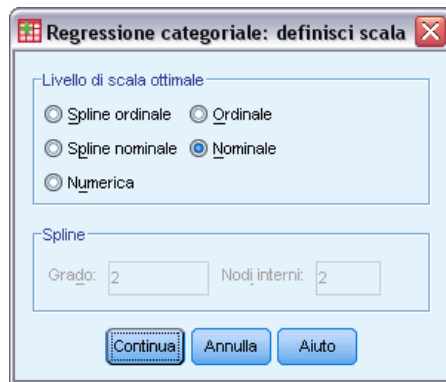 Regressione categoriale: definisci scala
Livello di scala ottimale
Spline ordinale Ordinale
Spline nominale Nominale
Numerica
Spline
Grado: 2 Nodi interni: 2
Continua Annulla Aiuto